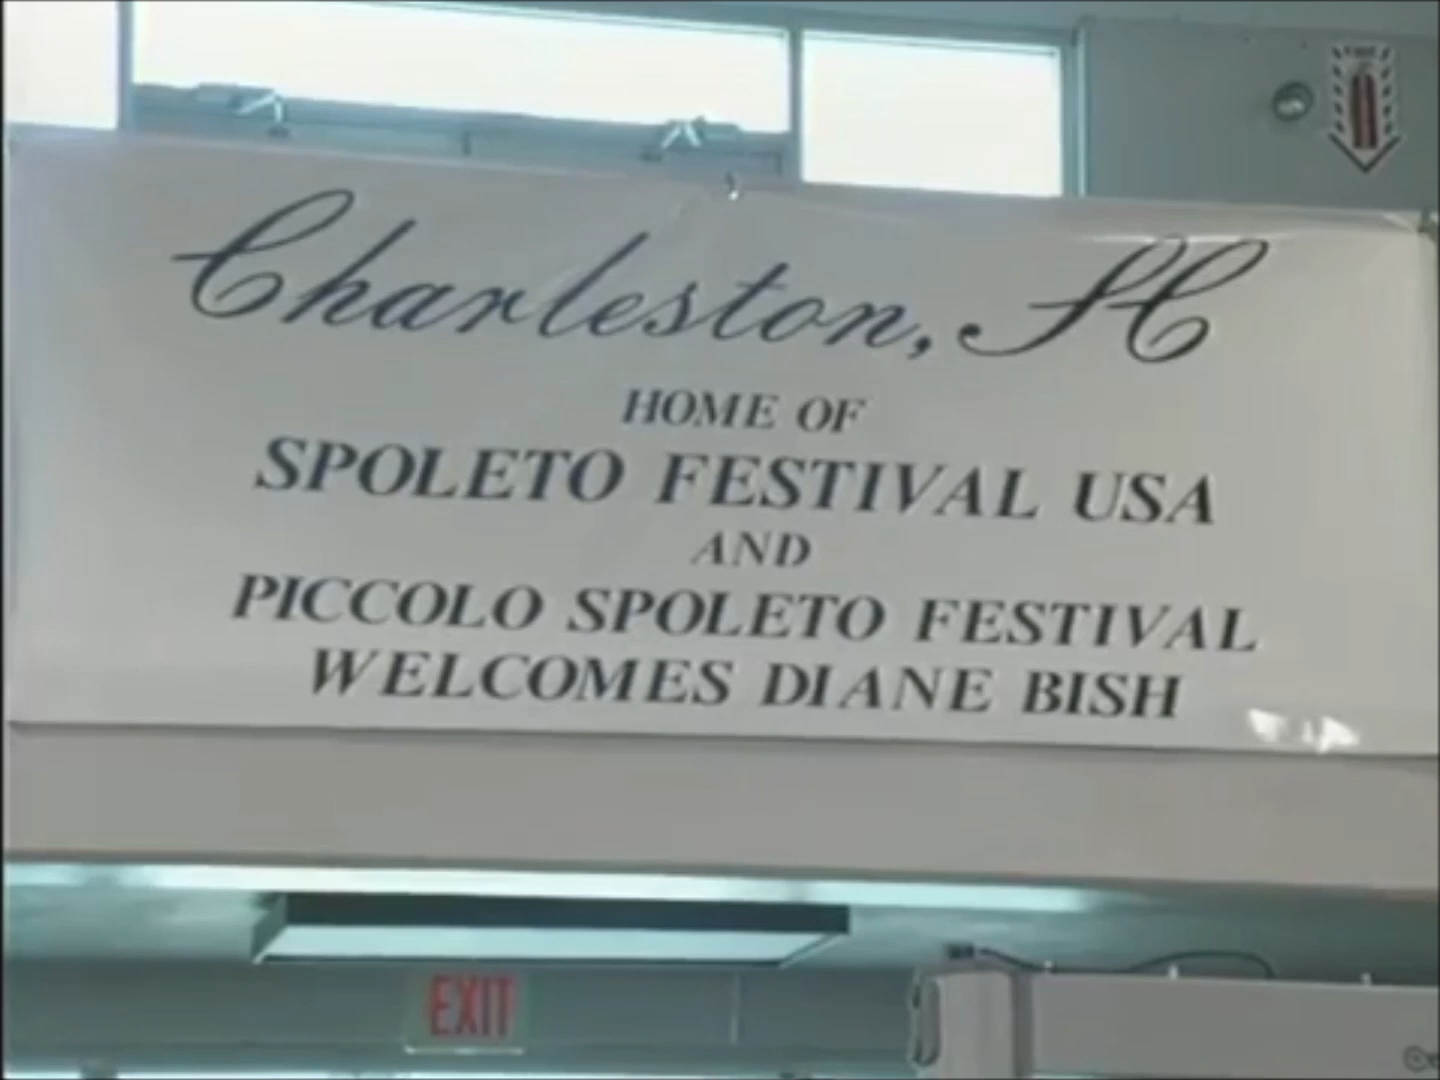 Charleston, SC
HOME OF
SPOLETO FESTIVAL USA
AND
PICCOLO SPOLETO FESTIVAL
WELCOMES DIANE BISH
EXIT